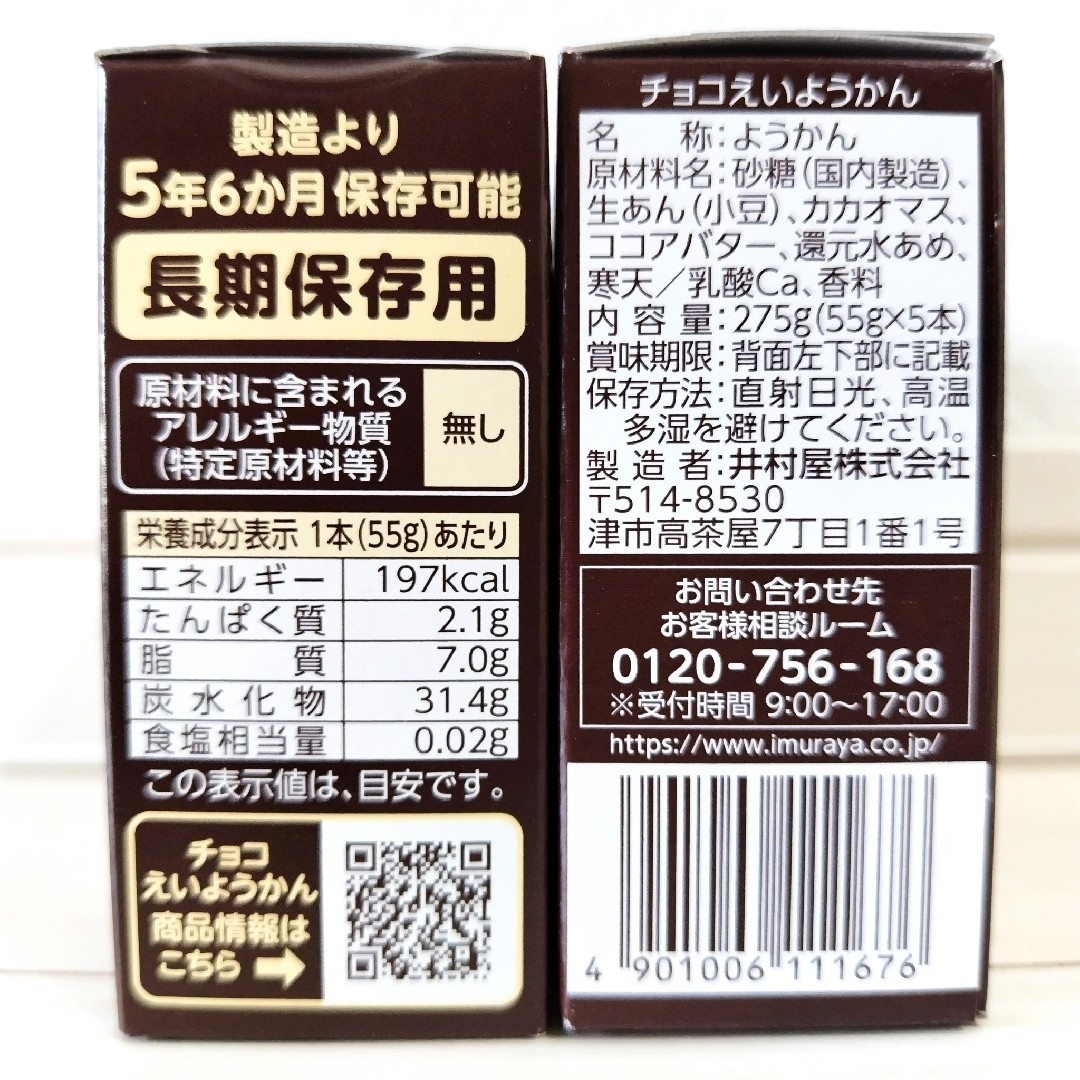 製造より
5年6か月保存可能
長期保存用
原材料に含まれる
アレルギー物質
(特定原材料等)
無し
栄養成分表示 1本(55g)あたり
エネルギー 197kcal
たんぱく質 2.1g
脂質 7.0g
炭水化物 31.4g
食塩相当量 0.02g
この表示値は、目安です。
チョコ
えいようかん
商品情報は
こちら
チョコえいようかん
名称:ようかん
原材料名:砂糖(国内製造)、
生あん(小豆)、カカオマス、
ココアバター、還元水あめ、
寒天/乳酸Ca、香料
内容量:275g(55g×5本)
賞味期限:背面左下部に記載
保存方法:直射日光、高温
多湿を避けてください。
製造者:井村屋株式会社
〒514-8530
津市高茶屋7丁目1番1号
お問い合わせ先
お客様相談ルーム
0120-756-168
※受付時間 9:00~17:00
https://www.imuraya.co.jp/
4 901006 111676